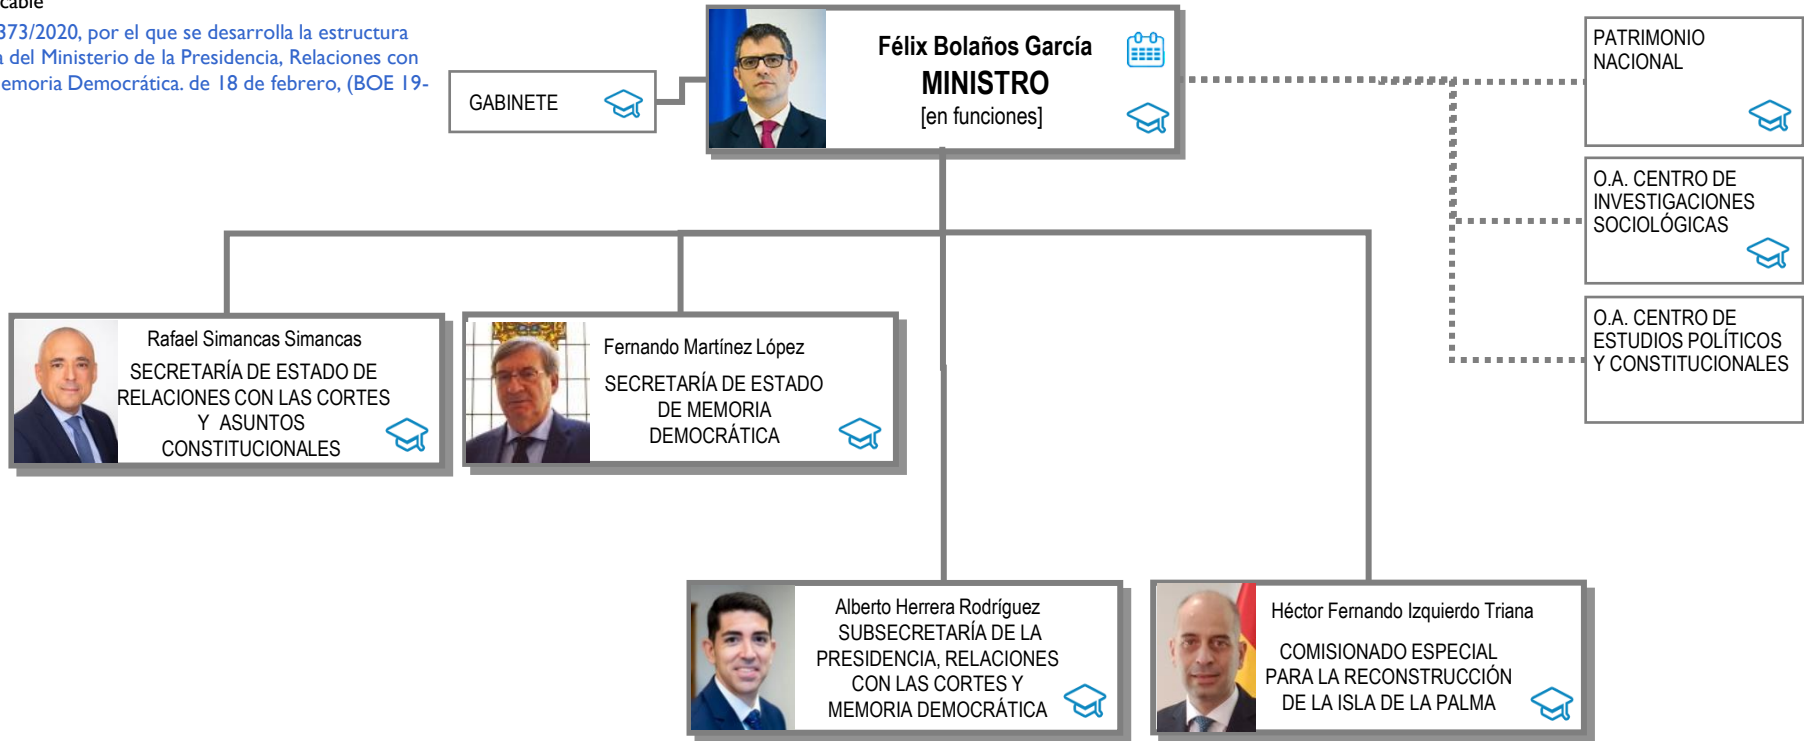 373/2020, por el que se desarrolla la estructura
del Ministerio de la Presidencia, Relaciones con
Memoria Democrática. de 18 de febrero, (BOE 19-
GABINETE
Félix Bolaños García
MINISTRO
[en funciones]
PATRIMONIO
NACIONAL
O.A. CENTRO DE
INVESTIGACIONES
SOCIOLÓGICAS
O.A. CENTRO DE
ESTUDIOS POLÍTICOS
Y CONSTITUCIONALES
Rafael Simancas Simancas
SECRETARÍA DE ESTADO DE
RELACIONES CON LAS CORTES
Y ASUNTOS
CONSTITUCIONALES
Fernando Martínez López
SECRETARÍA DE ESTADO
DE MEMORIA
DEMOCRÁTICA
Alberto Herrera Rodríguez
SUBSECRETARÍA DE LA
PRESIDENCIA, RELACIONES
CON LAS CORTES Y
MEMORIA DEMOCRÁTICA
Héctor Fernando Izquierdo Triana
COMISIONADO ESPECIAL
PARA LA RECONSTRUCCIÓN
DE LA ISLA DE LA PALMA